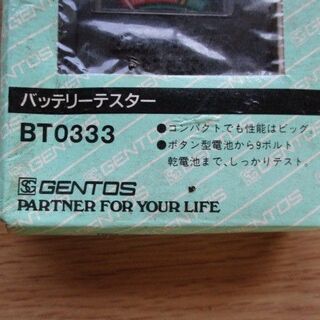 バッテリーテスター
BT0333
●コンパクトでも性能はビッグ。
●ボタン型電池から9ボルト
乾電池まで、しっかりテスト。
GENTOS
PARTNER FOR YOUR LIFE